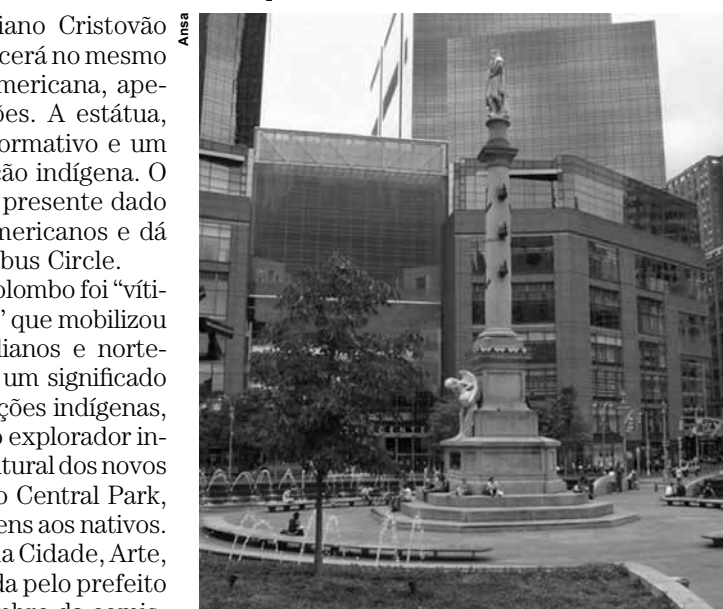 Ansa
iano Cristovão
cerá no mesmo
mericana, ape-
ões. A estátua,
ormativo e um
ção indígena. O
presente dado
mericanos e dá
bus Circle.
olombo foi “víti-
” que mobilizou
lianos e norte-
um significado
ções indígenas,
o explorador in-
tural dos novos
o Central Park,
ens aos nativos.
a Cidade, Arte,
da pelo prefeito